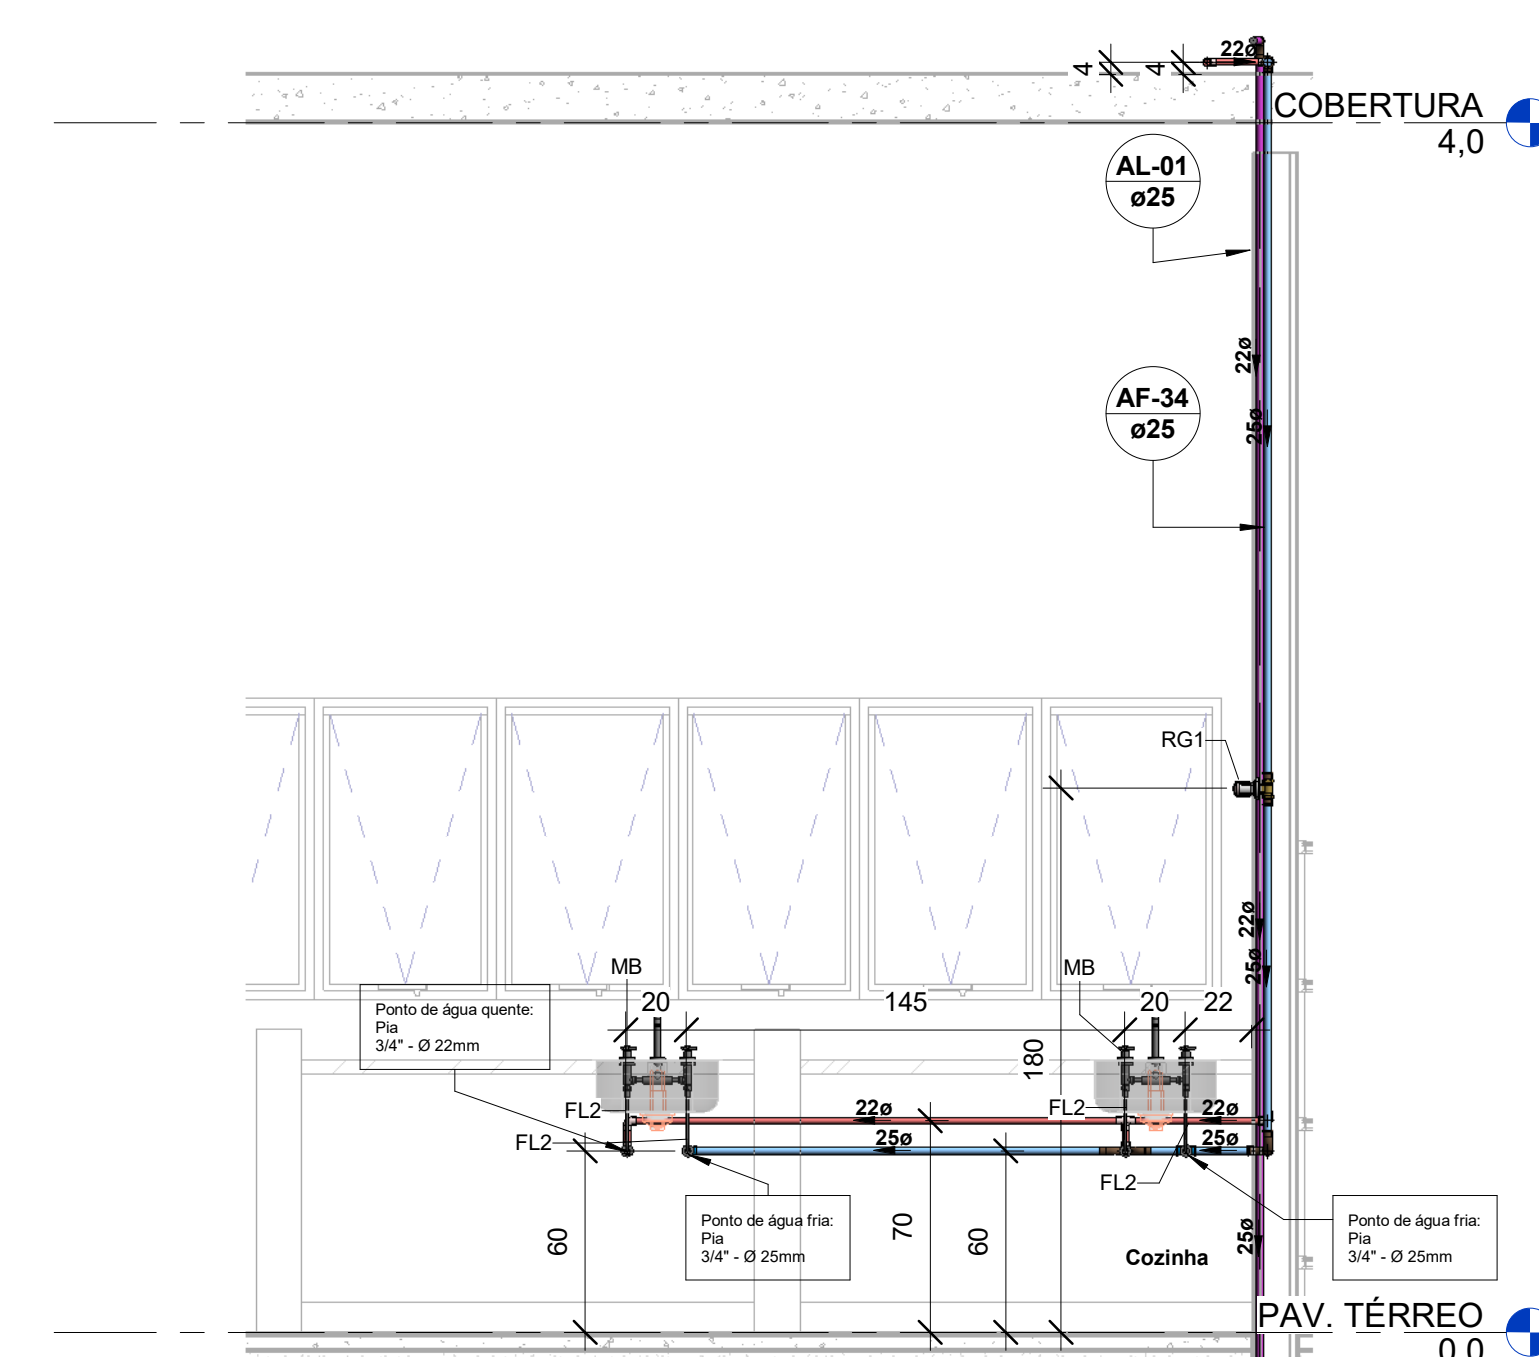 22ø
4
4
COBERTURA
4,0
AL-01
ø25
22ø
AF-34
ø25
25ø
RG1
22ø
25ø
MB
MB
20
145
20
22
Ponto de água quente:
Pia
3/4" - Ø 22mm
180
FL2
22ø
FL2
22ø
FL2
25ø
25ø
FL2
Ponto de água fria:
Pia
3/4" - Ø 25mm
Ponto de água fria:
Pia
3/4" - Ø 25mm
60
70
60
25ø
Cozinha
PAV. TÉRREO
0,0